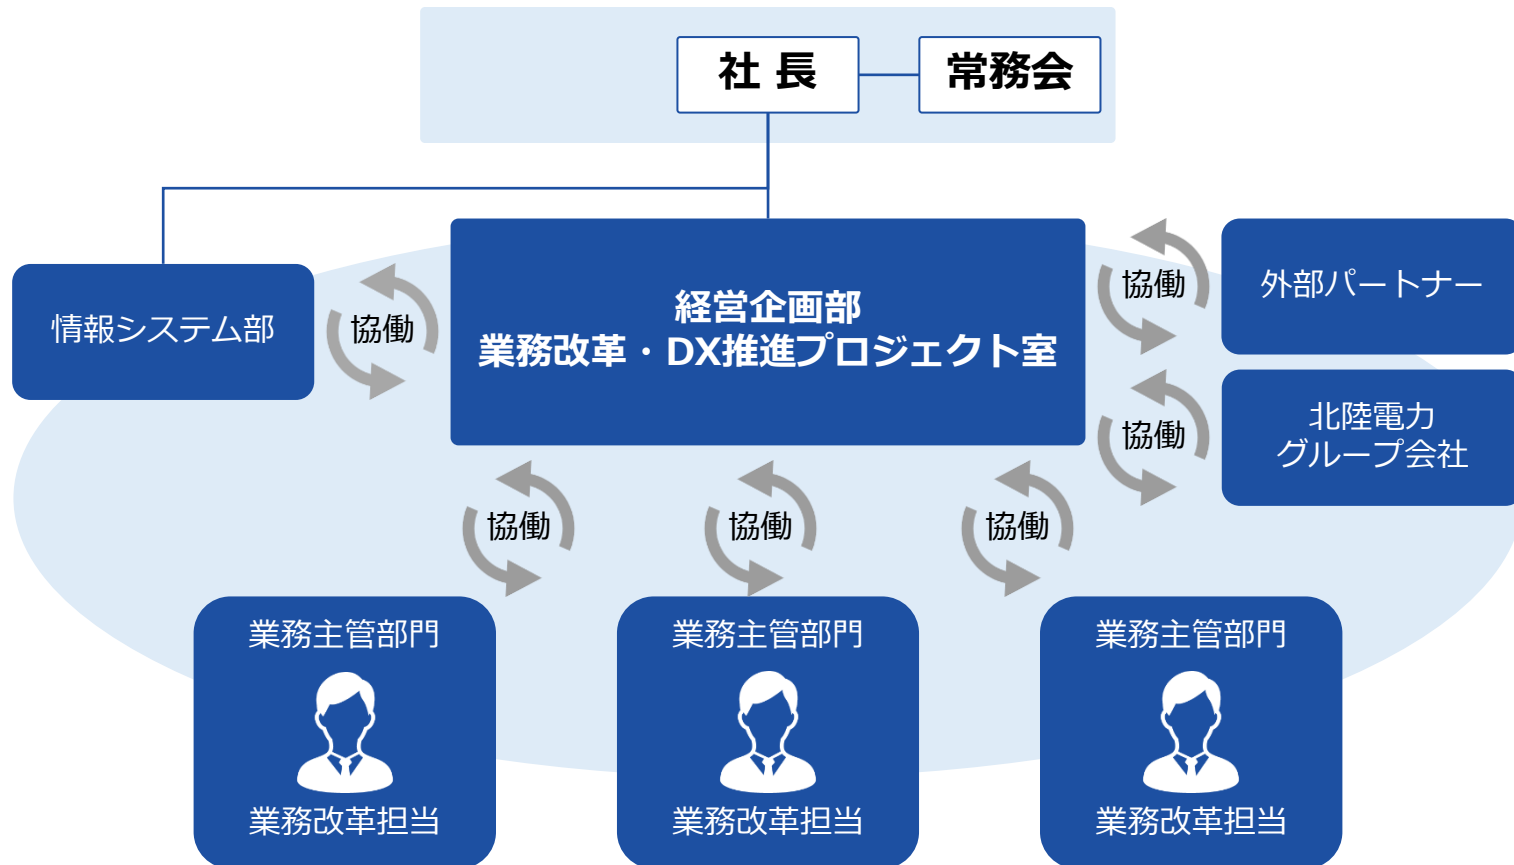 社 長
常務会
経営企画部
業務改革・DX推進プロジェクト室
情報システム部
協働
協働
外部パートナー
協働
北陸電力
グループ会社
協働
協働
協働
業務主管部門
業務改革担当
業務主管部門
業務改革担当
業務主管部門
業務改革担当